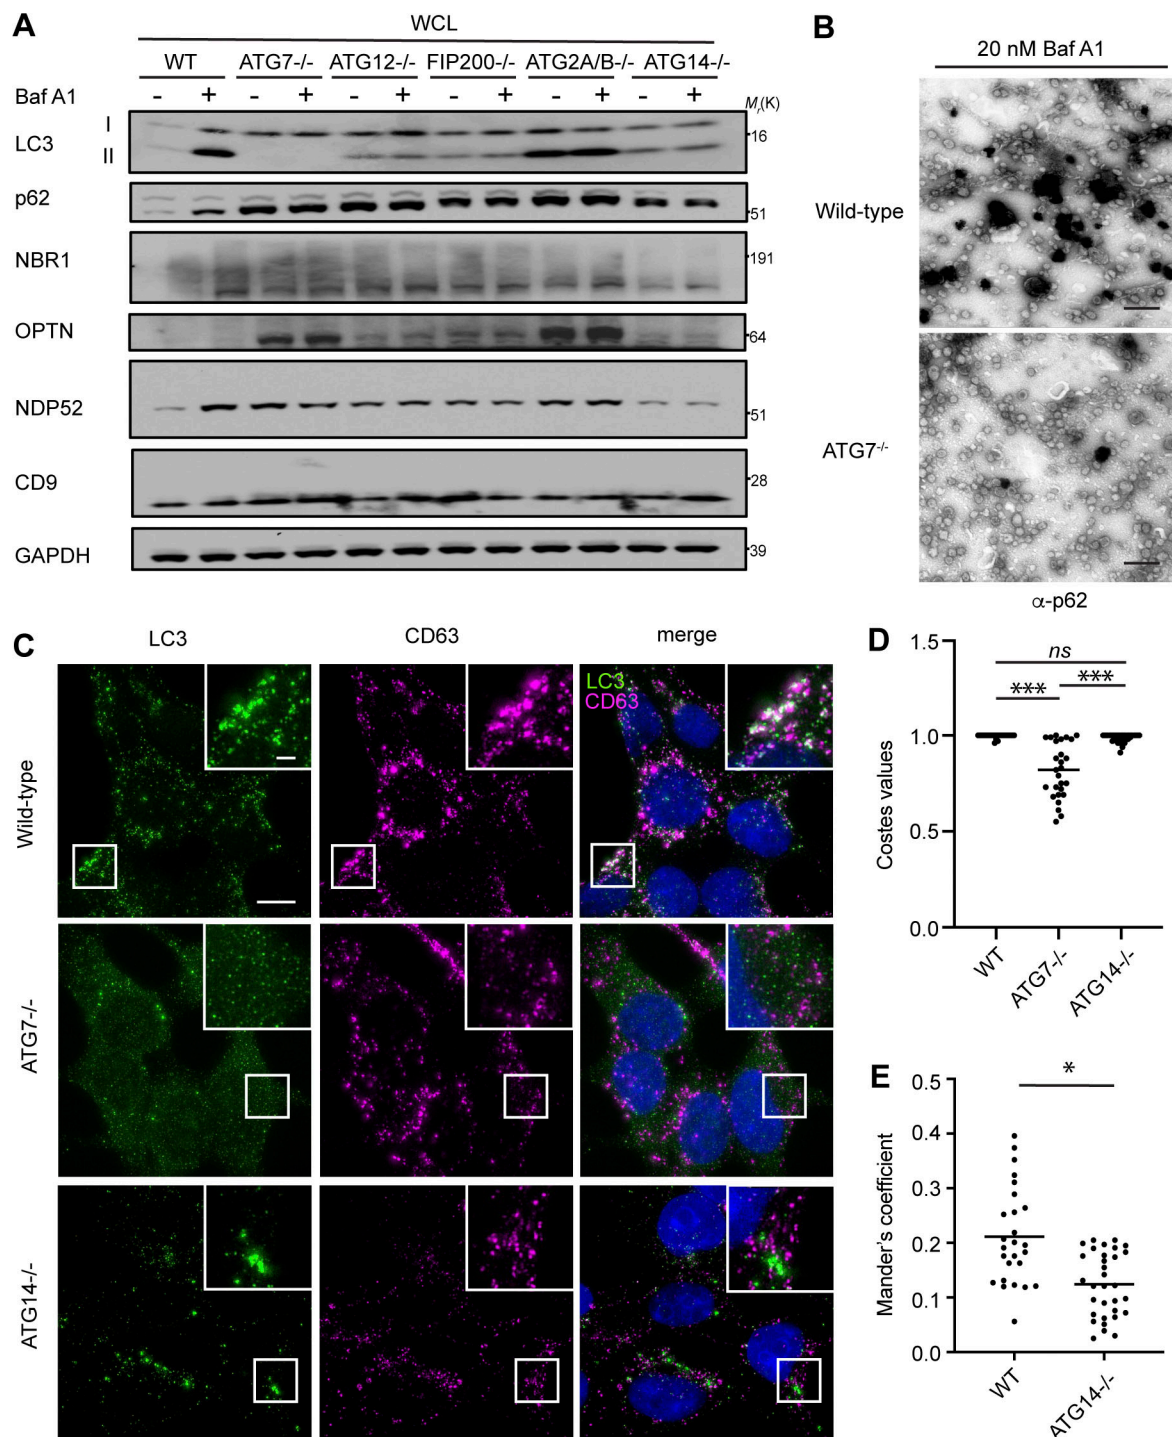 A
WCL
WT ATG7-/- ATG12-/- FIP200-/- ATG2A/B-/- ATG14-/-
Baf A1 - + - + - + - + - + - +
Mr(K)
LC3 I II 16
p62 51
NBR1 191
OPTN 64
NDP52 51
CD9 28
GAPDH 39
B
20 nM Baf A1
Wild-type
ATG7-/-
α-p62
C
LC3 CD63 merge
LC3
CD63
Wild-type
ATG7-/-
ATG14-/-
D
1.5
ns
*** ***
1.0
0.5
0.0
Costes values
WT ATG7-/- ATG14-/-
E
0.5
*
0.4
0.3
0.2
0.1
0.0
Mander's coefficient
WT ATG14-/-